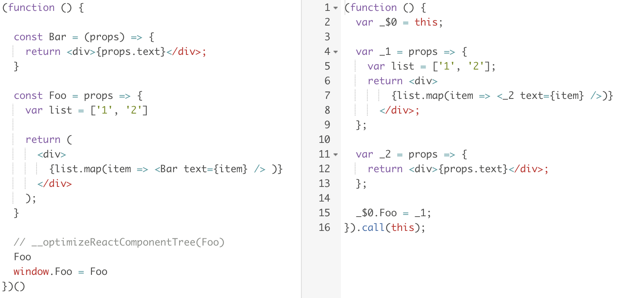 (function () {
const Bar = (props) => {
return <div>{props.text}</div>;
}
const Foo = props => {
var list = ['1', '2']
return (
<div>
{list.map(item => <Bar text={item} /> )}
</div>
);
}
// __optimizeReactComponentTree(Foo)
Foo
window.Foo = Foo
})()
1 (function () {
2 var _$0 = this;
3
4 var _1 = props => {
5 var list = ['1', '2'];
6 return <div>
7 {list.map(item => <_2 text={item} />)}
8 </div>;
9 };
10
11 var _2 = props => {
12 return <div>{props.text}</div>;
13 };
14
15 _$0.Foo = _1;
16 }).call(this);